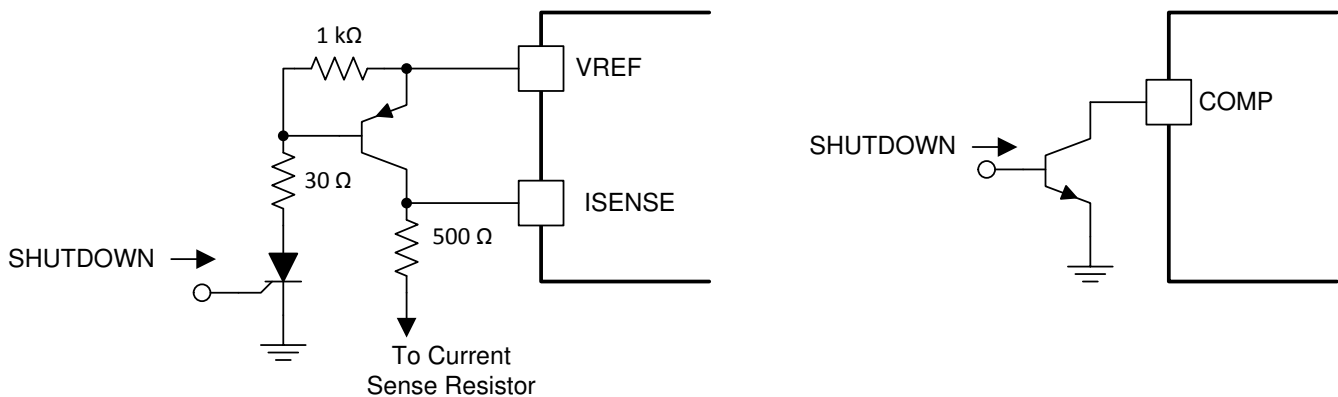 1 kΩ
VREF
30 Ω
ISENSE
500 Ω
SHUTDOWN
To Current
Sense Resistor
COMP
SHUTDOWN